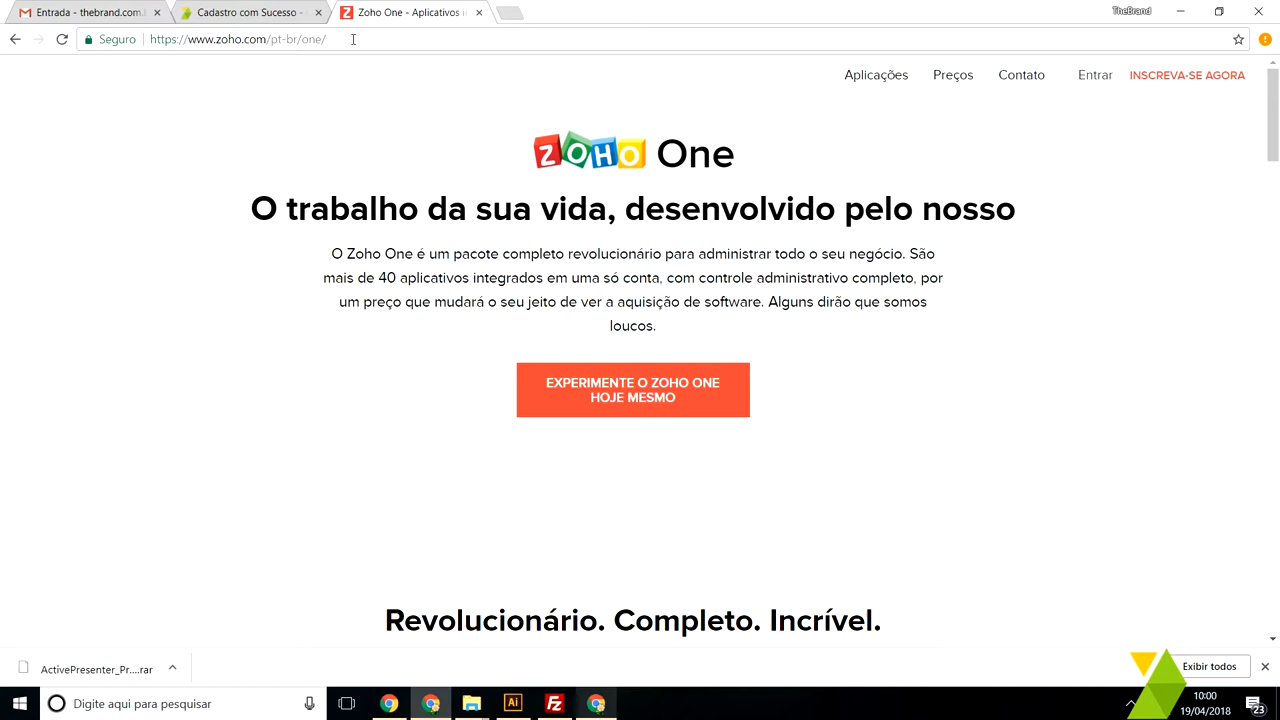 Entrada - thebrand.com.b
Cadastro com Sucesso -
Zoho One - Aplicativos i
TheBrand
Seguro
https://www.zoho.com/pt-br/one/
Aplicações
Preços
Contato
Entrar
INSCREVA-SE AGORA
ZOHO One
O trabalho da sua vida, desenvolvido pelo nosso
O Zoho One é um pacote completo revolucionário para administrar todo o seu negócio. São
mais de 40 aplicativos integrados em uma só conta, com controle administrativo completo, por
um preço que mudará o seu jeito de ver a aquisição de software. Alguns dirão que somos
loucos.
EXPERIMENTE O ZOHO ONE
HOJE MESMO
Revolucionário. Completo. Incrível.
ActivePresenter_Pr....rar
Exibir todos
Digite aqui para pesquisar
Ai
Fz
10:00
19/04/2018
23